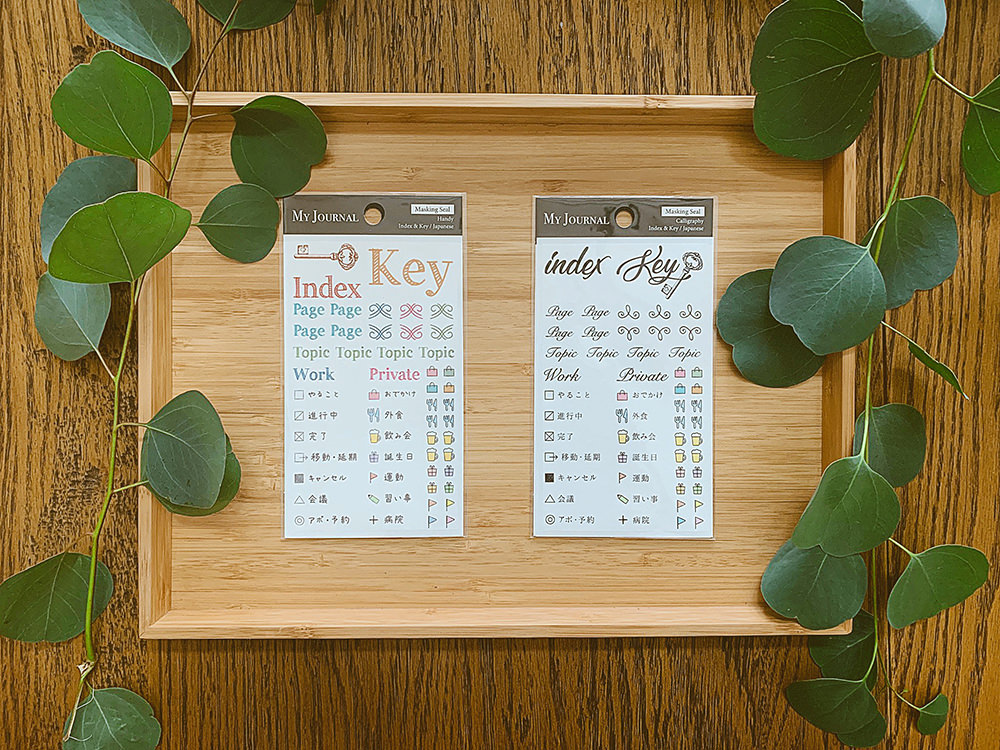 MY JOURNAL
Masking Seal
Handy
Index & Key / Japanese
Key
Index
Page Page
Page Page
Topic Topic Topic Topic
Work Private
やること おでかけ
進行中 外食
完了 飲み会
移動・延期 誕生日
キャンセル 運動
会議 習い事
アポ・予約 病院
MY JOURNAL
Masking Seal
Calligraphy
Index & Key / Japanese
index Key
Page Page
Page Page
Topic Topic Topic Topic
Work Private
やること おでかけ
進行中 外食
完了 飲み会
移動・延期 誕生日
キャンセル 運動
会議 習い事
アポ・予約 病院